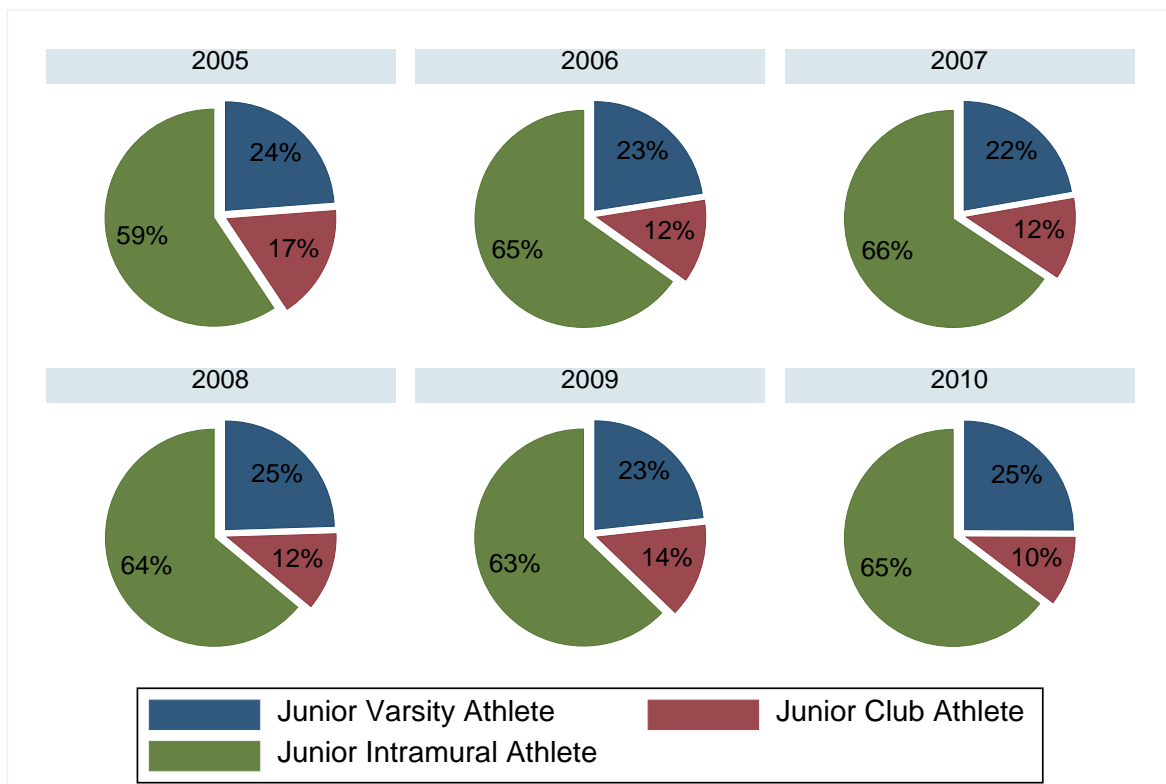 2005 2006 2007
24% 23% 22%
59% 17% 65% 12% 66% 12%
2008 2009 2010
25% 23% 25%
64% 12% 63% 14% 65% 10%
Junior Varsity Athlete Junior Club Athlete
Junior Intramural Athlete